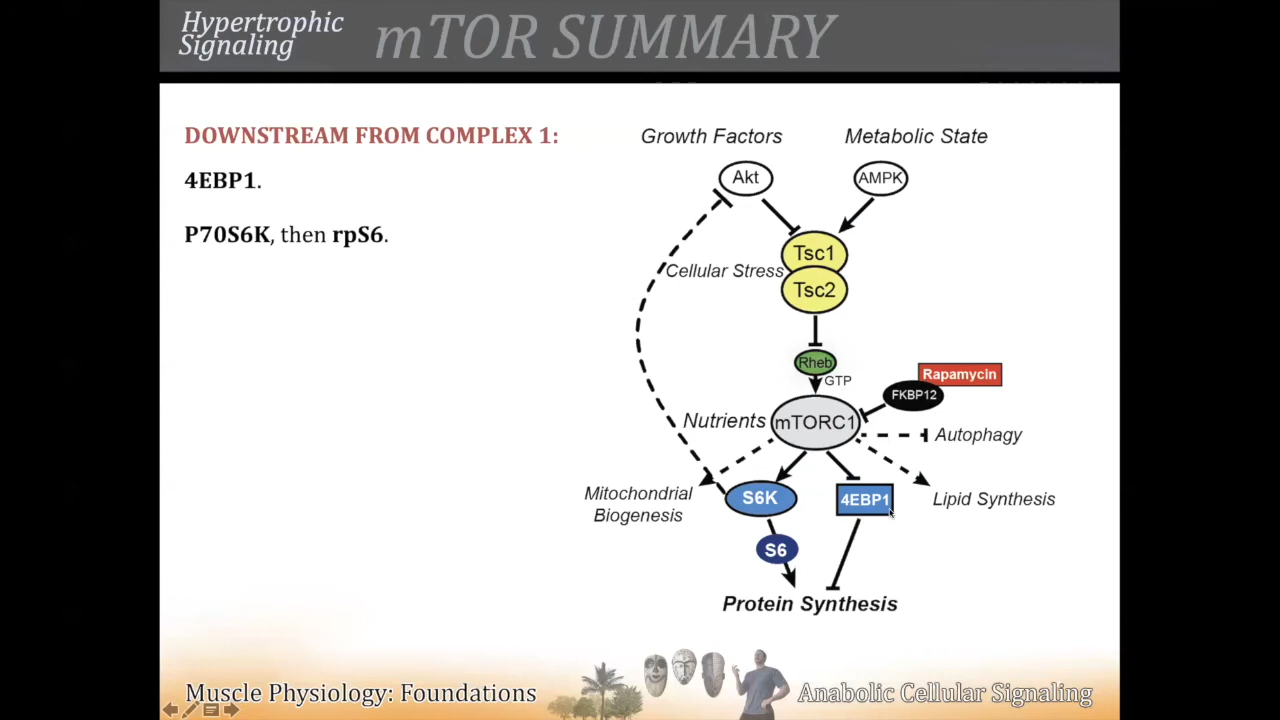 Hypertrophic
Signaling
mTOR SUMMARY
DOWNSTREAM FROM COMPLEX 1:
4EBP1.
P70S6K, then rpS6.
Growth Factors
Metabolic State
Akt
AMPK
Tsc1
Cellular Stress
Tsc2
Rheb
GTP
Rapamycin
FKBP12
Nutrients
mTORC1
Autophagy
Mitochondrial
Biogenesis
S6K
4EBP1
Lipid Synthesis
S6
Protein Synthesis
Muscle Physiology: Foundations
Anabolic Cellular Signaling